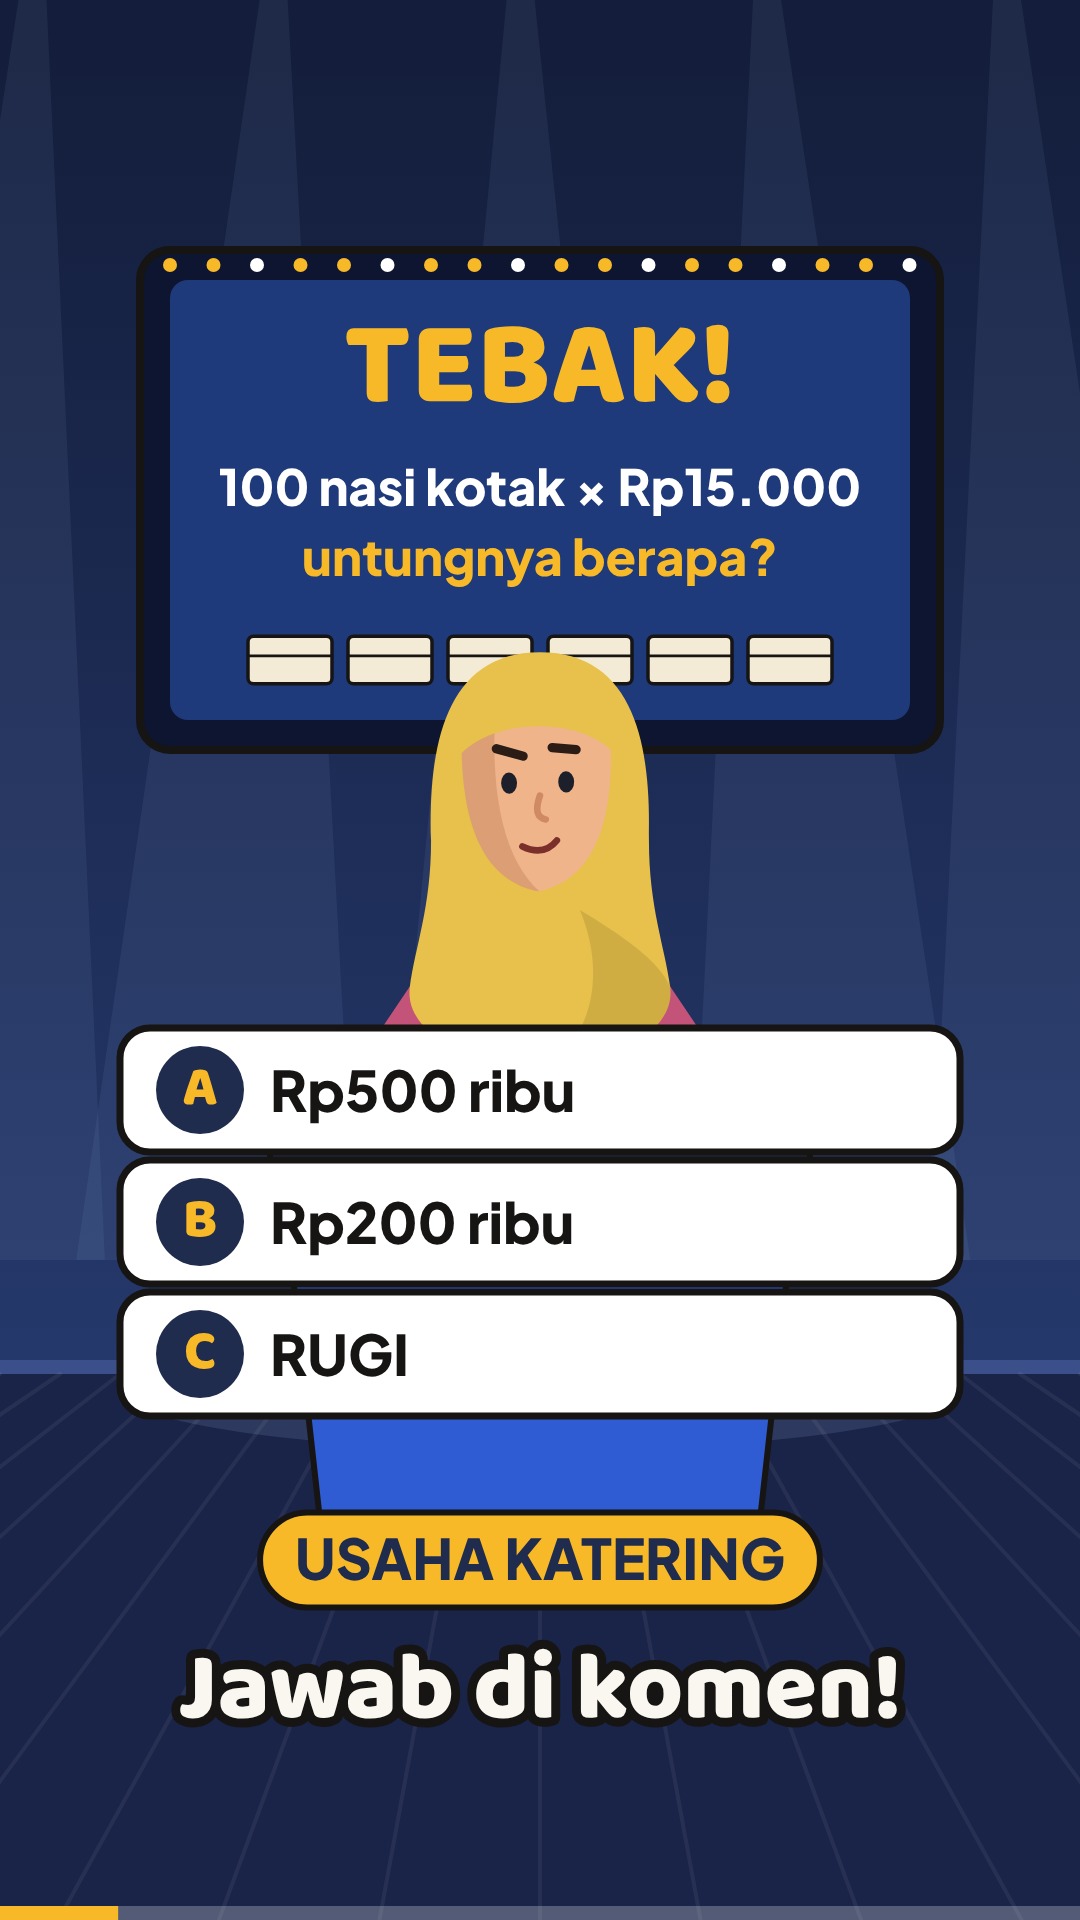 TEBAK!
100 nasi kotak × Rp15.000
untungnya berapa?
A Rp500 ribu
B Rp200 ribu
C RUGI
USAHA KATERING
Jawab di komen!